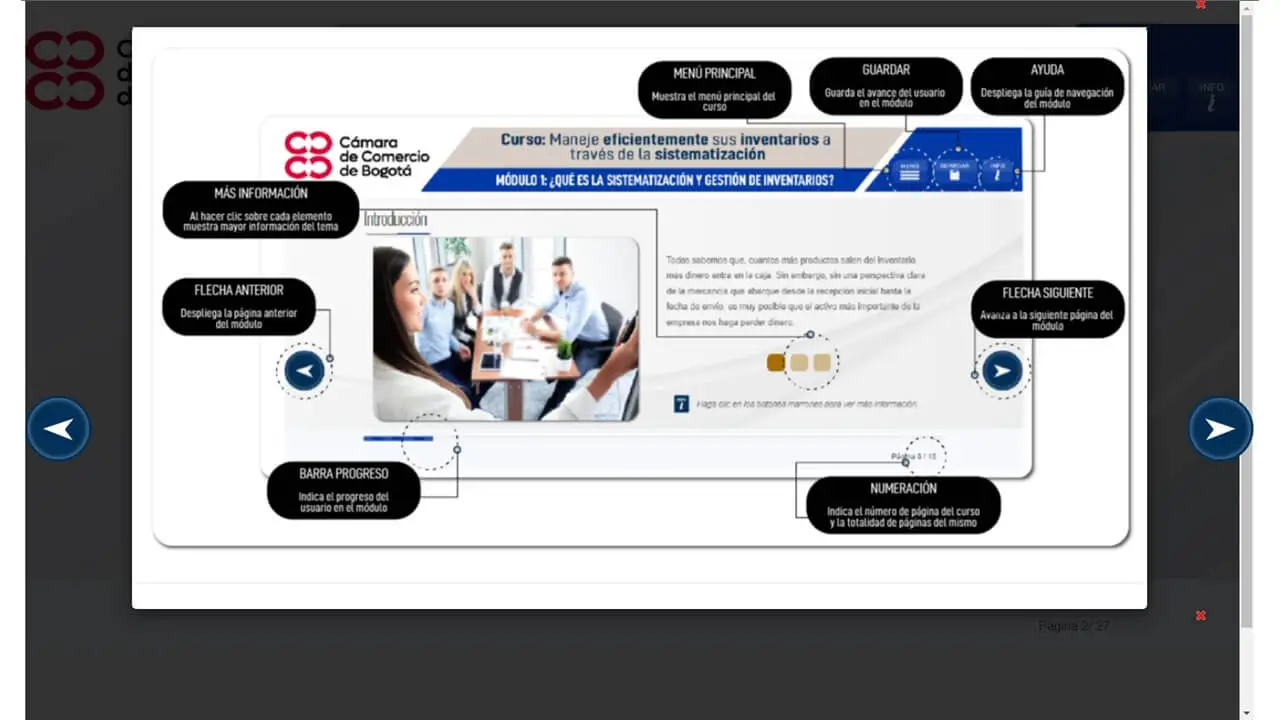 MENÚ PRINCIPAL
Muestra el menú principal del
curso
GUARDAR
Guarda el avance del usuario
en el módulo
AYUDA
Despliega la guía de navegación
del módulo
Cámara
de Comercio
de Bogotá
Curso: Maneje eficientemente sus inventarios a
través de la sistematización
MÓDULO 1: ¿QUÉ ES LA SISTEMATIZACIÓN Y GESTIÓN DE INVENTARIOS?
MENÚ
GUARDAR
INFO
INFO
MÁS INFORMACIÓN
Al hacer clic sobre cada elemento
muestra mayor información del tema
Introducción
Todos sabemos que, cuantos más productos salen del inventario
más dinero entra en la caja. Sin embargo, sin una perspectiva clara
de la mercancía que abarque desde la recepción inicial hasta la
fecha de envío, es muy posible que el activo más importante de la
empresa nos haga perder dinero.
FLECHA ANTERIOR
Despliega la página anterior
del módulo
FLECHA SIGUIENTE
Avanza a la siguiente página del
módulo
Haga clic en los botones marrones para ver más información.
BARRA PROGRESO
Indica el progreso del
usuario en el módulo
NUMERACIÓN
Indica el número de página del curso
y la totalidad de páginas del mismo
Página 2/ 27